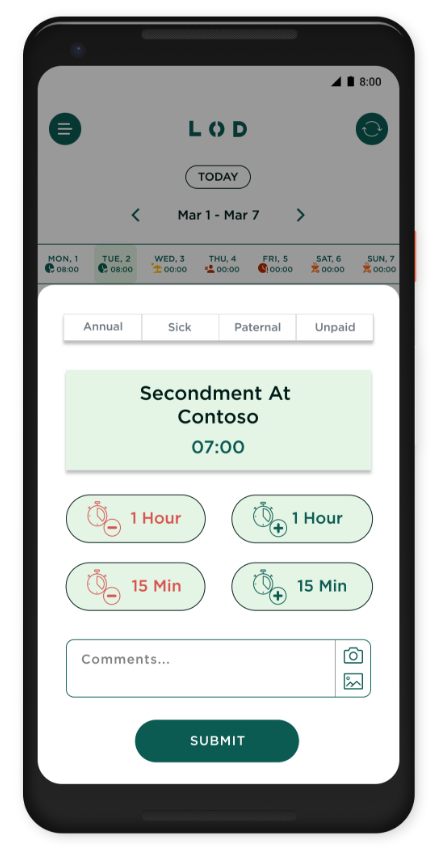 8:00
LOD
TODAY
Mar 1 - Mar 7
MON, 1 TUE, 2 WED, 3 THU, 4 FRI, 5 SAT, 6 SUN, 7
08:00 08:00 00:00 00:00 00:00 00:00 00:00
Annual Sick Paternal Unpaid
Secondment At
Contoso
07:00
1 Hour 1 Hour
15 Min 15 Min
Comments...
SUBMIT